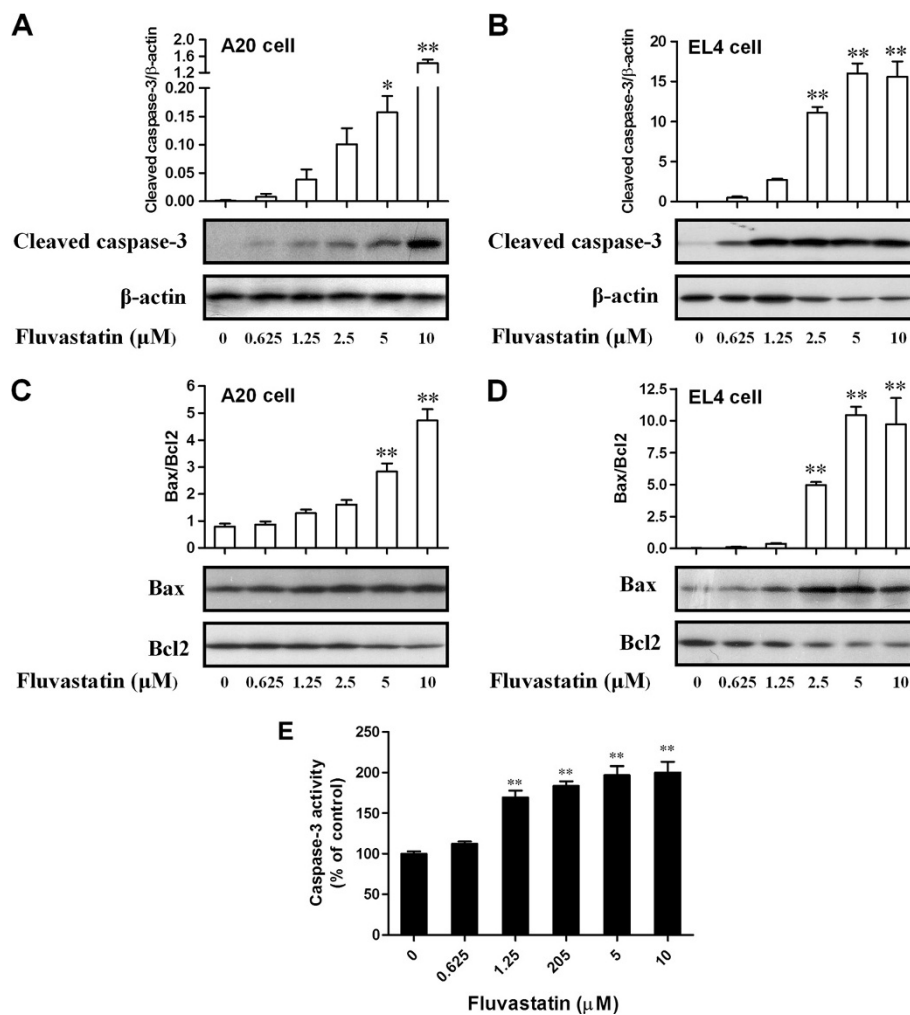 A
A20 cell
Cleaved caspase-3/β-actin
2.0
1.6
1.2
0.20
0.15
0.10
0.05
0.00
*
**
Cleaved caspase-3
β-actin
Fluvastatin (μM)
0 0.625 1.25 2.5 5 10
B
EL4 cell
Cleaved caspase-3/β-actin
20
15
10
5
0
** ** **
Cleaved caspase-3
β-actin
Fluvastatin (μM)
0 0.625 1.25 2.5 5 10
C
A20 cell
Bax/Bcl2
6
5
4
3
2
1
0
** **
Bax
Bcl2
Fluvastatin (μM)
0 0.625 1.25 2.5 5 10
D
EL4 cell
Bax/Bcl2
12.5
10.0
7.5
5.0
2.5
0.0
** ** **
Bax
Bcl2
Fluvastatin (μM)
0 0.625 1.25 2.5 5 10
E
Caspase-3 activity
(% of control)
250
200
150
100
50
0
** ** ** **
0 0.625 1.25 205 5 10
Fluvastatin (μM)